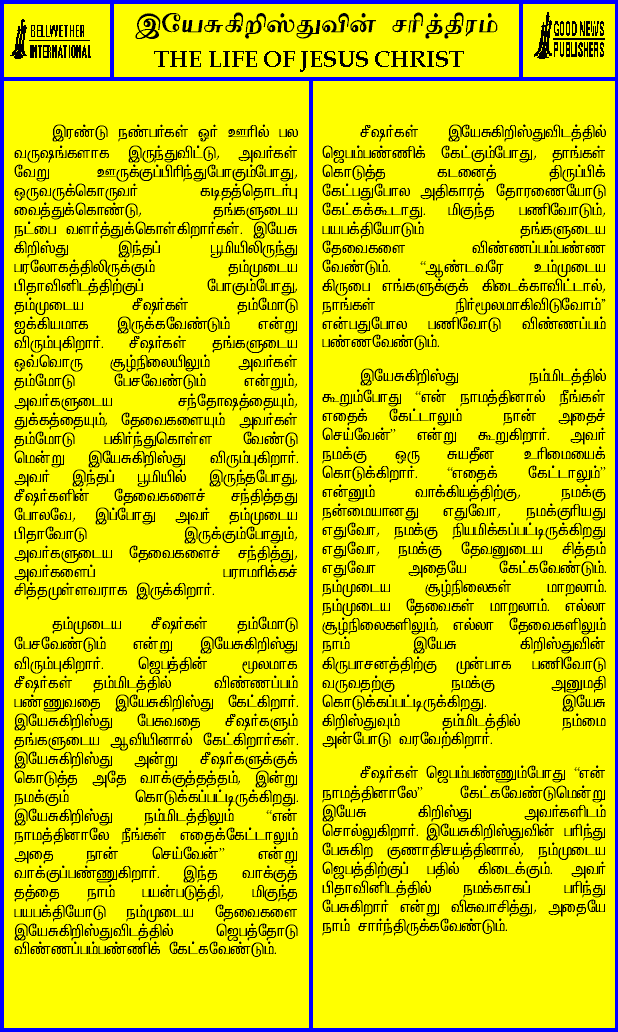 BELLWETHER
INTERNATIONAL
இயேசுகிறிஸ்துவின் சரித்திரம்
THE LIFE OF JESUS CHRIST
GOOD NEWS
PUBLISHERS
இரண்டு நண்பர்கள் ஓர் ஊரில் பல
வருஷங்களாக இருந்துவிட்டு, அவர்கள்
வேறு ஊருக்குப்பிரிந்துபோகும்போது,
ஒருவருக்கொருவர் கடிதத்தொடர்பு
வைத்துக்கொண்டு, தங்களுடைய
நட்பை வளர்த்துக்கொள்கிறார்கள். இயேசு
கிறிஸ்து இந்தப் பூமியிலிருந்து
பரலோகத்திலிருக்கும் தம்முடைய
பிதாவினிடத்திற்குப் போகும்போது,
தம்முடைய சீஷர்கள் தம்மோடு
ஐக்கியமாக இருக்கவேண்டும் என்று
விரும்புகிறார். சீஷர்கள் தங்களுடைய
ஒவ்வொரு சூழ்நிலையிலும் அவர்கள்
தம்மோடு பேசவேண்டும் என்றும்,
அவர்களுடைய சந்தோஷத்தையும்,
துக்கத்தையும், தேவைகளையும் அவர்கள்
தம்மோடு பகிர்ந்துகொள்ள வேண்டு
மென்று இயேசுகிறிஸ்து விரும்புகிறார்.
அவர் இந்தப் பூமியில் இருந்தபோது,
சீஷர்களின் தேவைகளைச் சந்தித்தது
போலவே, இப்போது அவர் தம்முடைய
பிதாவோடு இருக்கும்போதும்,
அவர்களுடைய தேவைகளைச் சந்தித்து,
அவர்களைப் பராமரிக்கச்
சித்தமுள்ளவராக இருக்கிறார்.
தம்முடைய சீஷர்கள் தம்மோடு
பேசவேண்டும் என்று இயேசுகிறிஸ்து
விரும்புகிறார். ஜெபத்தின் மூலமாக
சீஷர்கள் தம்மிடத்தில் விண்ணப்பம்
பண்ணுவதை இயேசுகிறிஸ்து கேட்கிறார்.
இயேசுகிறிஸ்து பேசுவதை சீஷர்களும்
தங்களுடைய ஆவியினால் கேட்கிறார்கள்.
இயேசுகிறிஸ்து அன்று சீஷர்களுக்குக்
கொடுத்த அதே வாக்குத்தத்தம், இன்று
நமக்கும் கொடுக்கப்பட்டிருக்கிறது.
இயேசுகிறிஸ்து நம்மிடத்திலும் “என்
நாமத்தினாலே நீங்கள் எதைக்கேட்டாலும்
அதை நான் செய்வேன்” என்று
வாக்குப்பண்ணுகிறார். இந்த வாக்குத்
தத்தை நாம் பயன்படுத்தி, மிகுந்த
பயபக்தியோடு நம்முடைய தேவைகளை
இயேசுகிறிஸ்துவிடத்தில் ஜெபத்தோடு
விண்ணப்பம்பண்ணிக் கேட்கவேண்டும்.
சீஷர்கள் இயேசுகிறிஸ்துவிடத்தில்
ஜெபம்பண்ணிக் கேட்கும்போது, தாங்கள்
கொடுத்த கடனைத் திருப்பிக்
கேட்பதுபோல அதிகாரத் தோரணையோடு
கேட்கக்கூடாது. மிகுந்த பணிவோடும்,
பயபக்தியோடும் தங்களுடைய
தேவைகளை விண்ணப்பம்பண்ண
வேண்டும். “ஆண்டவரே உம்முடைய
கிருபை எங்களுக்குக் கிடைக்காவிட்டால்,
நாங்கள் நிர்மூலமாகிவிடுவோம்”
என்பதுபோல பணிவோடு விண்ணப்பம்
பண்ணவேண்டும்.
இயேசுகிறிஸ்து நம்மிடத்தில்
கூறும்போது “என் நாமத்தினால் நீங்கள்
எதைக் கேட்டாலும் நான் அதைச்
செய்வேன்” என்று கூறுகிறார். அவர்
நமக்கு ஒரு சுயதீன உரிமையைக்
கொடுக்கிறார். “எதைக் கேட்டாலும்”
என்னும் வாக்கியத்திற்கு, நமக்கு
நன்மையானது எதுவோ, நமக்குரியது
எதுவோ, நமக்கு நியமிக்கப்பட்டிருக்கிறது
எதுவோ, நமக்கு தேவனுடைய சித்தம்
எதுவோ அதையே கேட்கவேண்டும்.
நம்முடைய சூழ்நிலைகள் மாறலாம்.
நம்முடைய தேவைகள் மாறலாம். எல்லா
சூழ்நிலைகளிலும், எல்லா தேவைகளிலும்
நாம் இயேசு கிறிஸ்துவின்
கிருபாசனத்திற்கு முன்பாக பணிவோடு
வருவதற்கு நமக்கு அனுமதி
கொடுக்கப்பட்டிருக்கிறது. இயேசு
கிறிஸ்துவும் தம்மிடத்தில் நம்மை
அன்போடு வரவேற்கிறார்.
சீஷர்கள் ஜெபம்பண்ணும்போது “என்
நாமத்தினாலே” கேட்கவேண்டுமென்று
இயேசு கிறிஸ்து அவர்களிடம்
சொல்லுகிறார். இயேசுகிறிஸ்துவின் பரிந்து
பேசுகிற குணாதிசயத்தினால், நம்முடைய
ஜெபத்திற்குப் பதில் கிடைக்கும். அவர்
பிதாவினிடத்தில் நமக்காகப் பரிந்து
பேசுகிறார் என்று விசுவாசித்து, அதையே
நாம் சார்ந்திருக்கவேண்டும்.